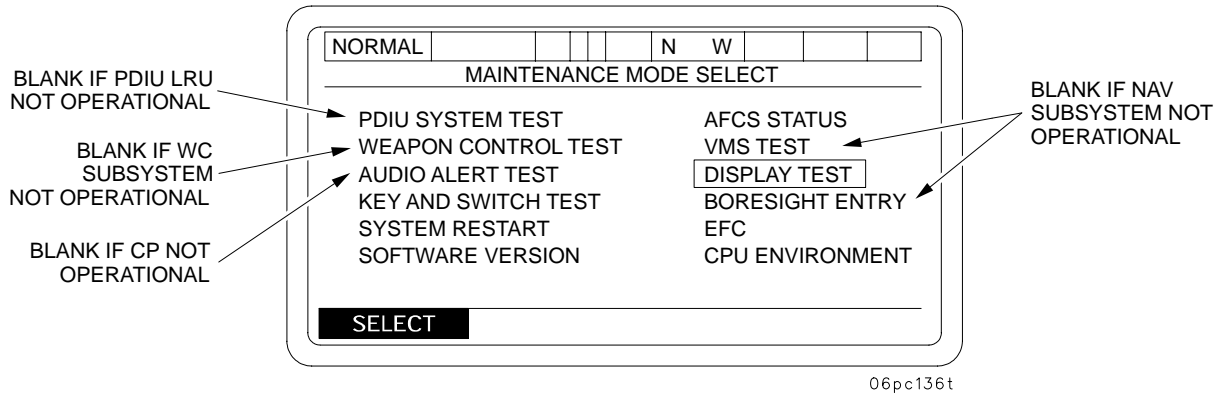 NORMAL N W
MAINTENANCE MODE SELECT
BLANK IF PDIU LRU
NOT OPERATIONAL
BLANK IF WC
SUBSYSTEM
NOT OPERATIONAL
BLANK IF CP NOT
OPERATIONAL
PDIU SYSTEM TEST
WEAPON CONTROL TEST
AUDIO ALERT TEST
KEY AND SWITCH TEST
SYSTEM RESTART
SOFTWARE VERSION
AFCS STATUS
VMS TEST
DISPLAY TEST
BORESIGHT ENTRY
EFC
CPU ENVIRONMENT
BLANK IF NAV
SUBSYSTEM NOT
OPERATIONAL
SELECT
06pc136t